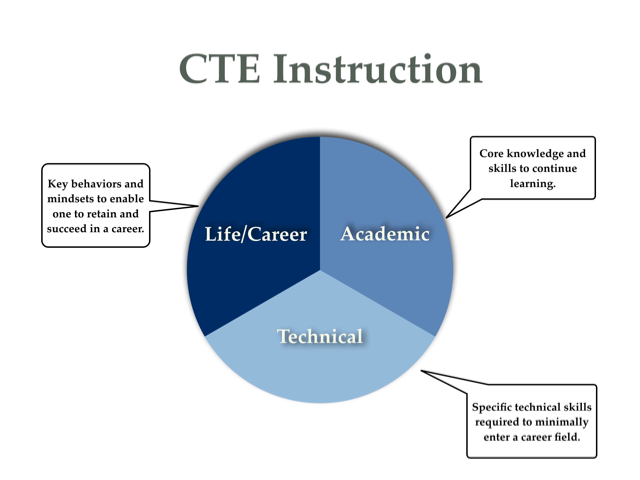 CTE Instruction
Key behaviors and
mindsets to enable
one to retain and
succeed in a career.
Core knowledge and
skills to continue
learning.
Life/Career
Academic
Technical
Specific technical skills
required to minimally
enter a career field.